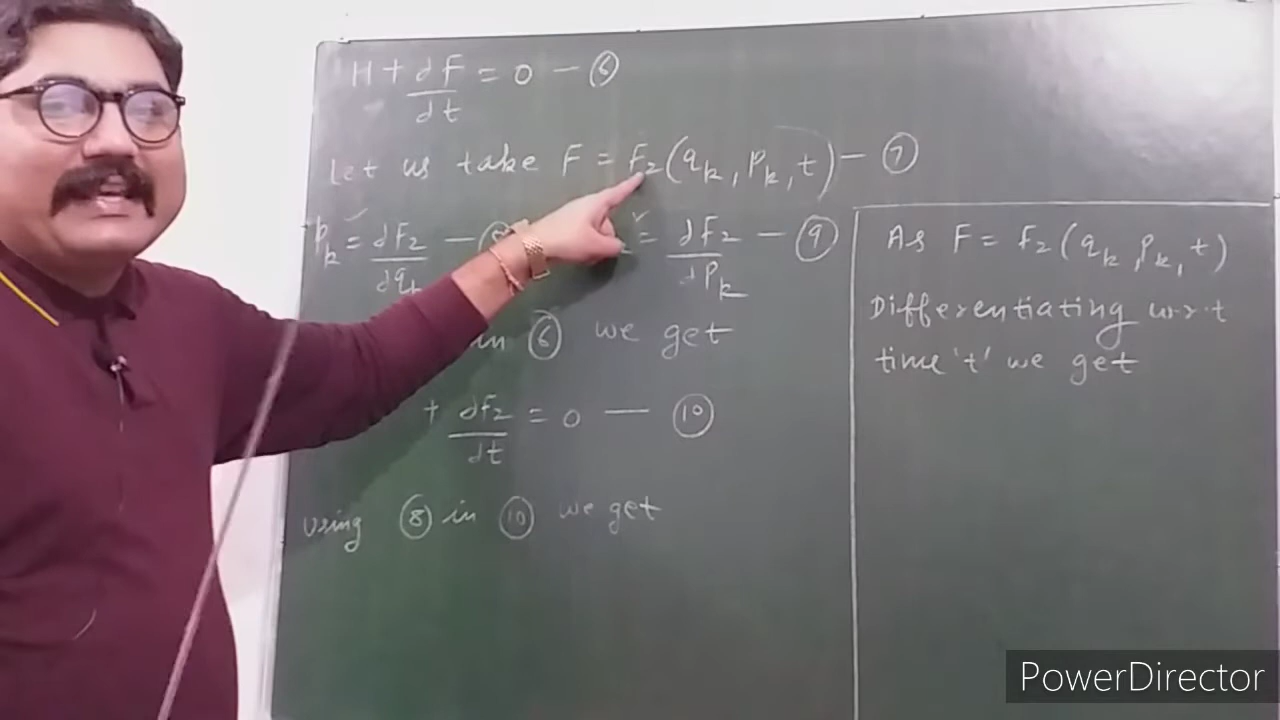 H + dF/dt = 0 — ⑥
Let us take F = F₂(qₖ, Pₖ, t) — ⑦
Pₖ = dF₂/dqₖ — ⑧ = dF₂/dPₖ — ⑨
in ⑥ we get
+ dF₂/dt = 0 — ⑩
Using ⑧ in ⑩ we get
As F = F₂(qₖ, Pₖ, t)
Differentiating w.r.t
time 't' we get
PowerDirector